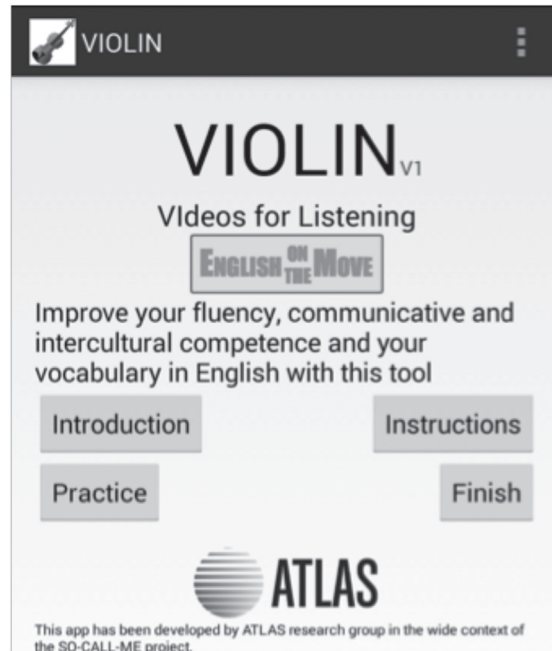 VIOLIN
VIOLIN V1
VIdeos for Listening
ENGLISH ON THE MOVE
Improve your fluency, communicative and
intercultural competence and your
vocabulary in English with this tool
Introduction Instructions
Practice Finish
ATLAS
This app has been developed by ATLAS research group in the wide context of
the SO-CALL-ME project.